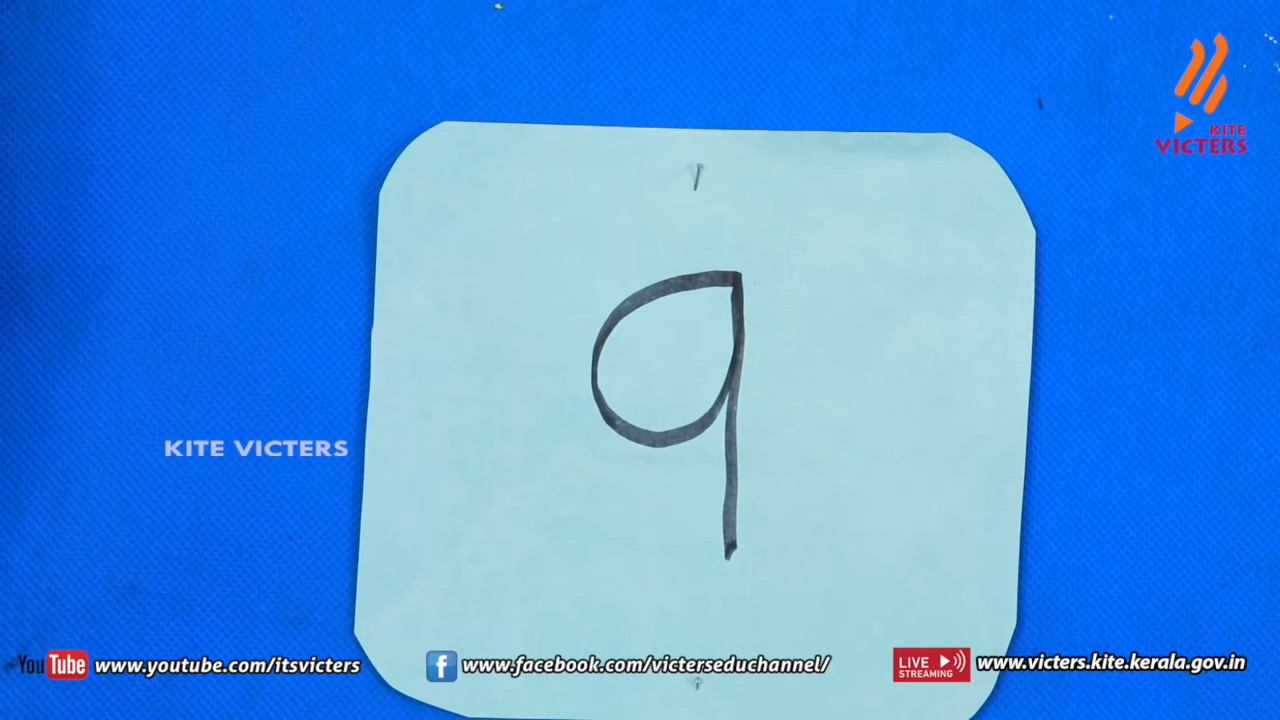 KITE
VICTERS
9
KITE VICTERS
YouTube www.youtube.com/itsvicters
f www.facebook.com/victerseduchannel/
LIVE STREAMING www.victers.kite.kerala.gov.in